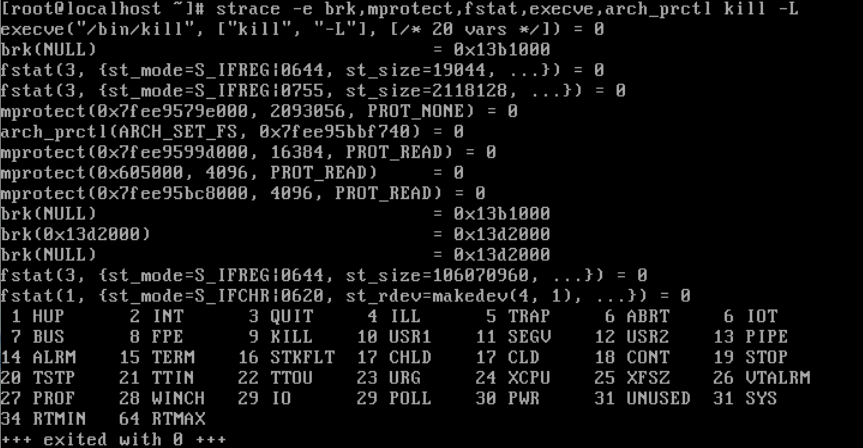 [root@localhost ~]# strace -e brk,mprotect,fstat,execve,arch_prctl kill -L
execve("/bin/kill", ["kill", "-L"], [/* 20 vars */]) = 0
brk(NULL)                               = 0x13b1000
fstat(3, {st_mode=S_IFREG|0644, st_size=19044, ...}) = 0
fstat(3, {st_mode=S_IFREG|0755, st_size=2118128, ...}) = 0
mprotect(0x7fee9579e000, 2093056, PROT_NONE) = 0
arch_prctl(ARCH_SET_FS, 0x7fee95bbf740) = 0
mprotect(0x7fee9599d000, 16384, PROT_READ) = 0
mprotect(0x605000, 4096, PROT_READ)     = 0
mprotect(0x7fee95bc8000, 4096, PROT_READ) = 0
brk(NULL)                               = 0x13b1000
brk(0x13d2000)                          = 0x13d2000
brk(NULL)                               = 0x13d2000
fstat(3, {st_mode=S_IFREG|0644, st_size=106070960, ...}) = 0
fstat(1, {st_mode=S_IFCHR|0620, st_rdev=makedev(4, 1), ...}) = 0
 1 HUP      2 INT      3 QUIT     4 ILL      5 TRAP     6 ABRT     6 IOT
 7 BUS      8 FPE      9 KILL    10 USR1    11 SEGV    12 USR2    13 PIPE
14 ALRM    15 TERM    16 STKFLT  17 CHLD    17 CLD     18 CONT    19 STOP
20 TSTP    21 TTIN    22 TTOU    23 URG     24 XCPU    25 XFSZ    26 VTALRM
27 PROF    28 WINCH   29 IO      29 POLL    30 PWR     31 UNUSED  31 SYS
34 RTMIN   64 RTMAX
+++ exited with 0 +++